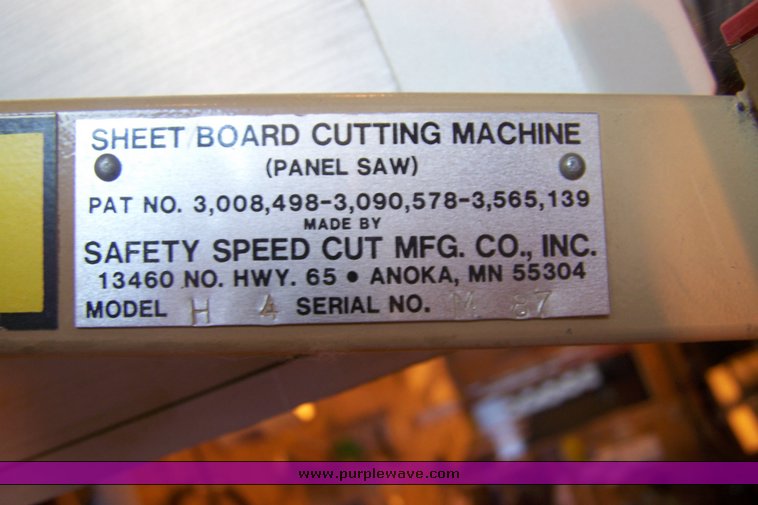 SHEET BOARD CUTTING MACHINE
(PANEL SAW)
PAT NO. 3,008,498-3,090,578-3,565,139
MADE BY
SAFETY SPEED CUT MFG. CO., INC.
13460 NO. HWY. 65 • ANOKA, MN 55304
MODEL H 4 SERIAL NO. M 87
www.purplewave.com